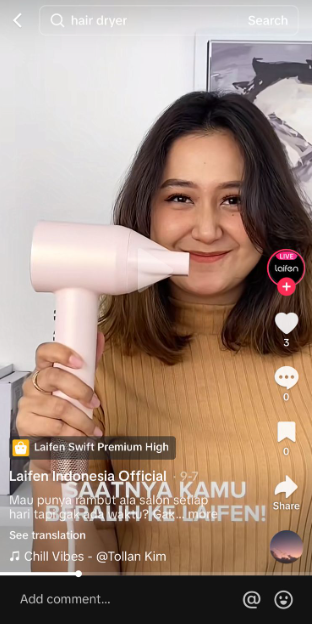 hair dryer
Search
LIVE
laifen
3
0
0
Share
Laifen Swift Premium High
Laifen Indonesia Official · 9-7
SAATNYA KAMU
Mau punya rambut ala salon setiap
hari tapi gak ada waktu? Gak... more
KE LAIFEN!
See translation
Chill Vibes - @Tollan Kim
Add comment...
@